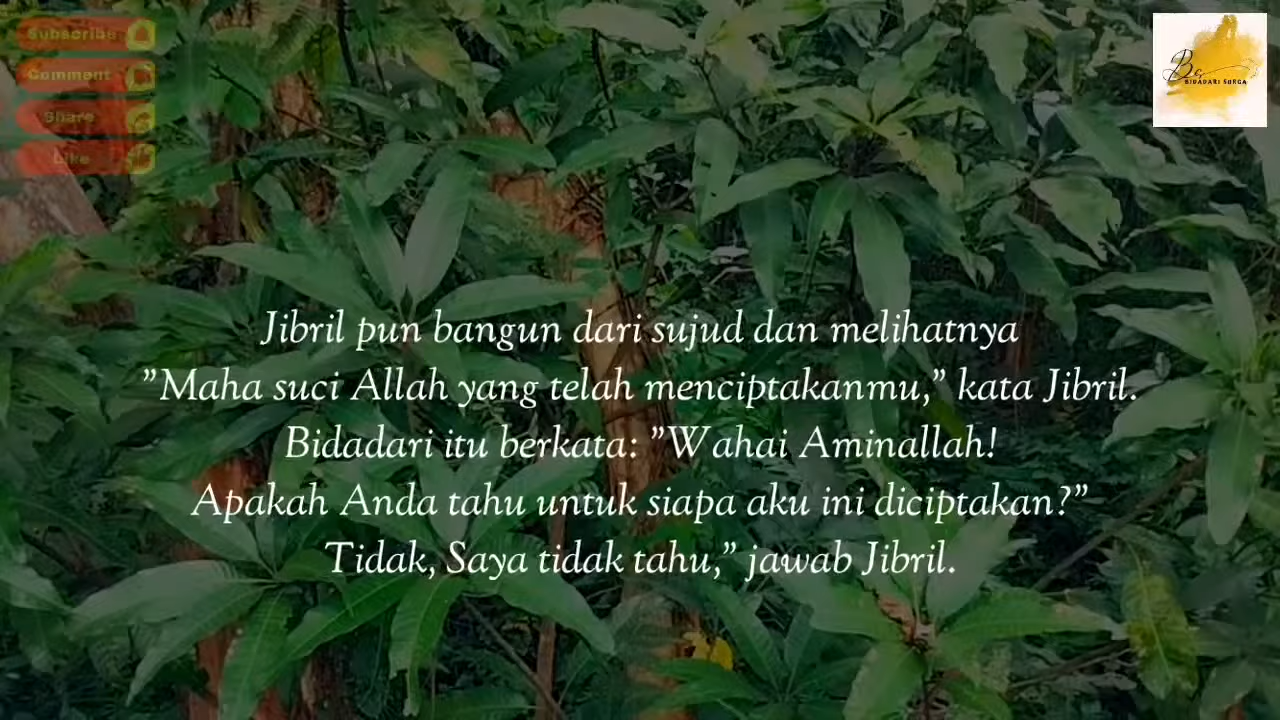 Subscribe
Comment
Share
Like
Bs
BIDADARI SURGA
Jibril pun bangun dari sujud dan melihatnya
”Maha suci Allah yang telah menciptakanmu,” kata Jibril.
Bidadari itu berkata: ”Wahai Aminallah!
Apakah Anda tahu untuk siapa aku ini diciptakan?”
Tidak, Saya tidak tahu,” jawab Jibril.